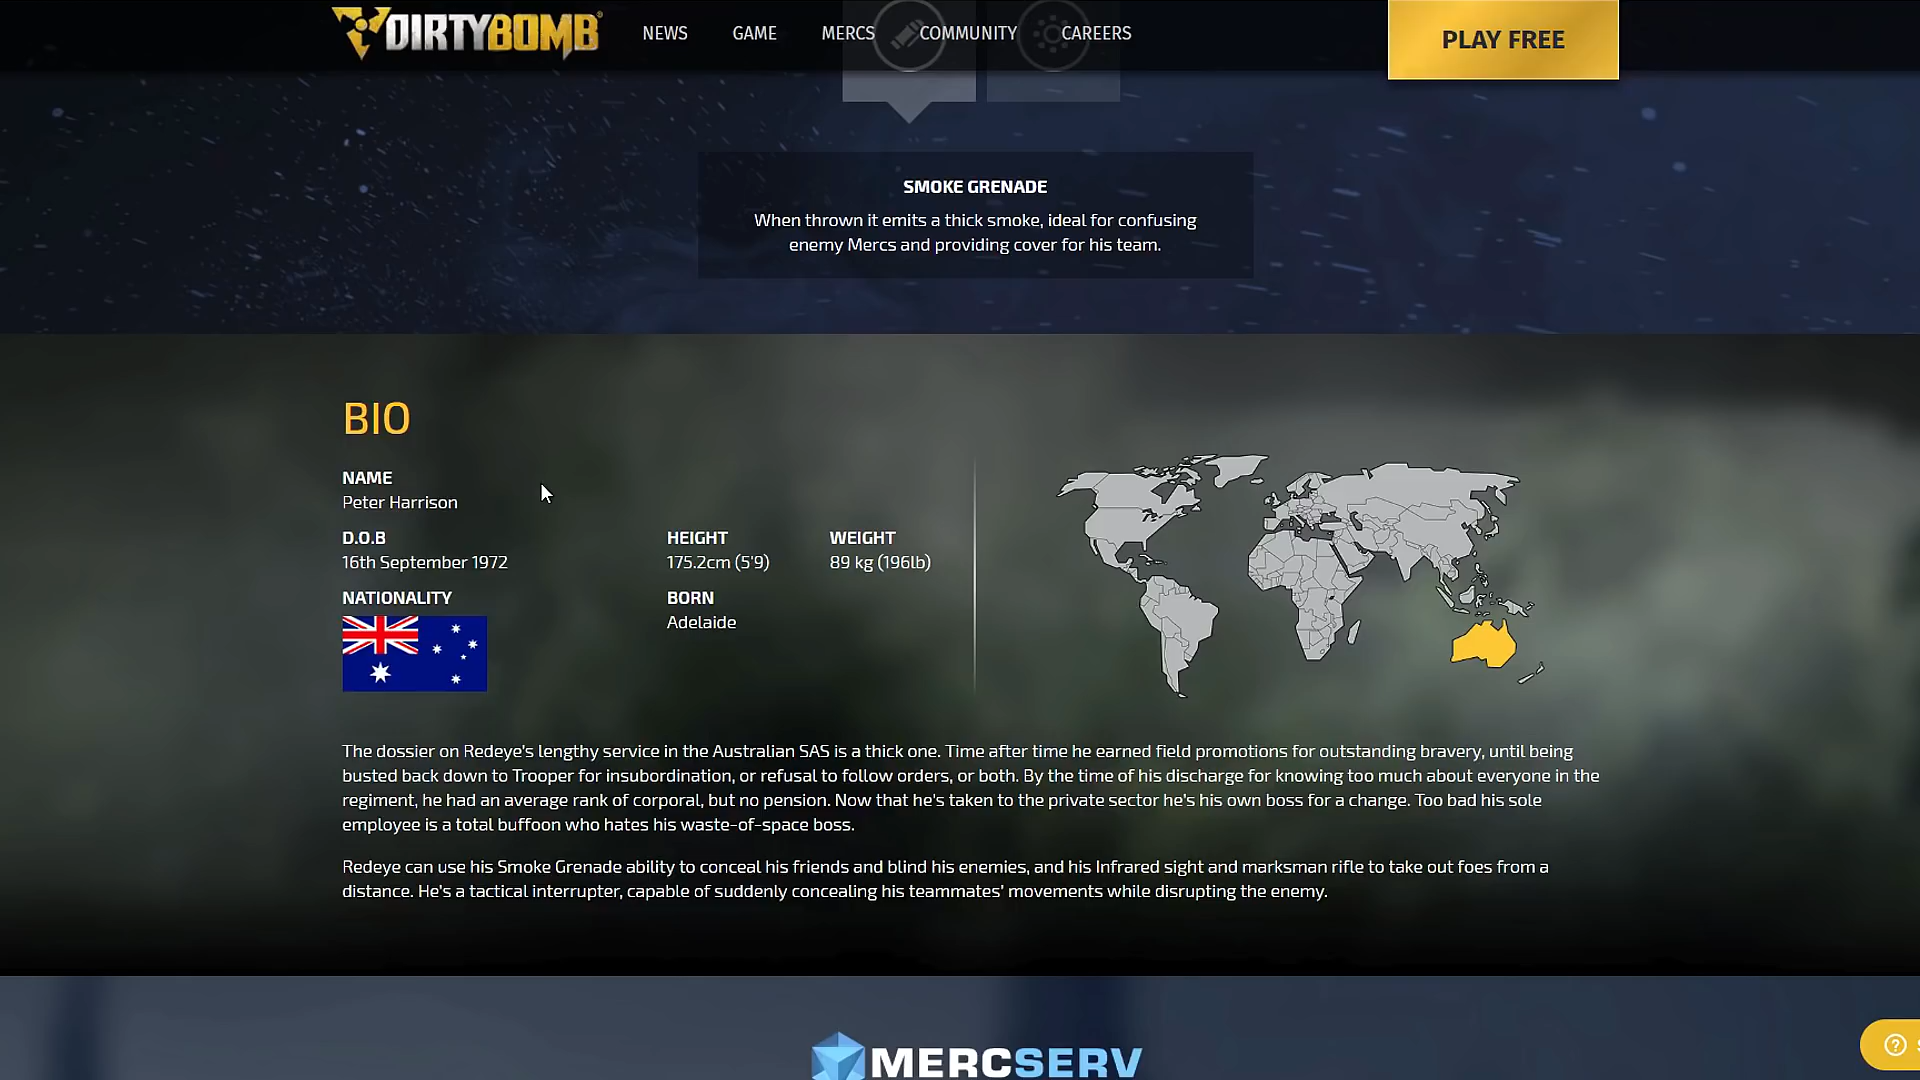 DIRTYBOMB
NEWS
GAME
MERCS
COMMUNITY
CAREERS
PLAY FREE
SMOKE GRENADE
When thrown it emits a thick smoke, ideal for confusing
enemy Mercs and providing cover for his team.
BIO
NAME
Peter Harrison
D.O.B
16th September 1972
HEIGHT
175.2cm (5'9)
WEIGHT
89 kg (196lb)
NATIONALITY
BORN
Adelaide
The dossier on Redeye's lengthy service in the Australian SAS is a thick one. Time after time he earned field promotions for outstanding bravery, until being
busted back down to Trooper for insubordination, or refusal to follow orders, or both. By the time of his discharge for knowing too much about everyone in the
regiment, he had an average rank of corporal, but no pension. Now that he's taken to the private sector he's his own boss for a change. Too bad his sole
employee is a total buffoon who hates his waste-of-space boss.
Redeye can use his Smoke Grenade ability to conceal his friends and blind his enemies, and his Infrared sight and marksman rifle to take out foes from a
distance. He's a tactical interrupter, capable of suddenly concealing his teammates' movements while disrupting the enemy.
MERCSERV